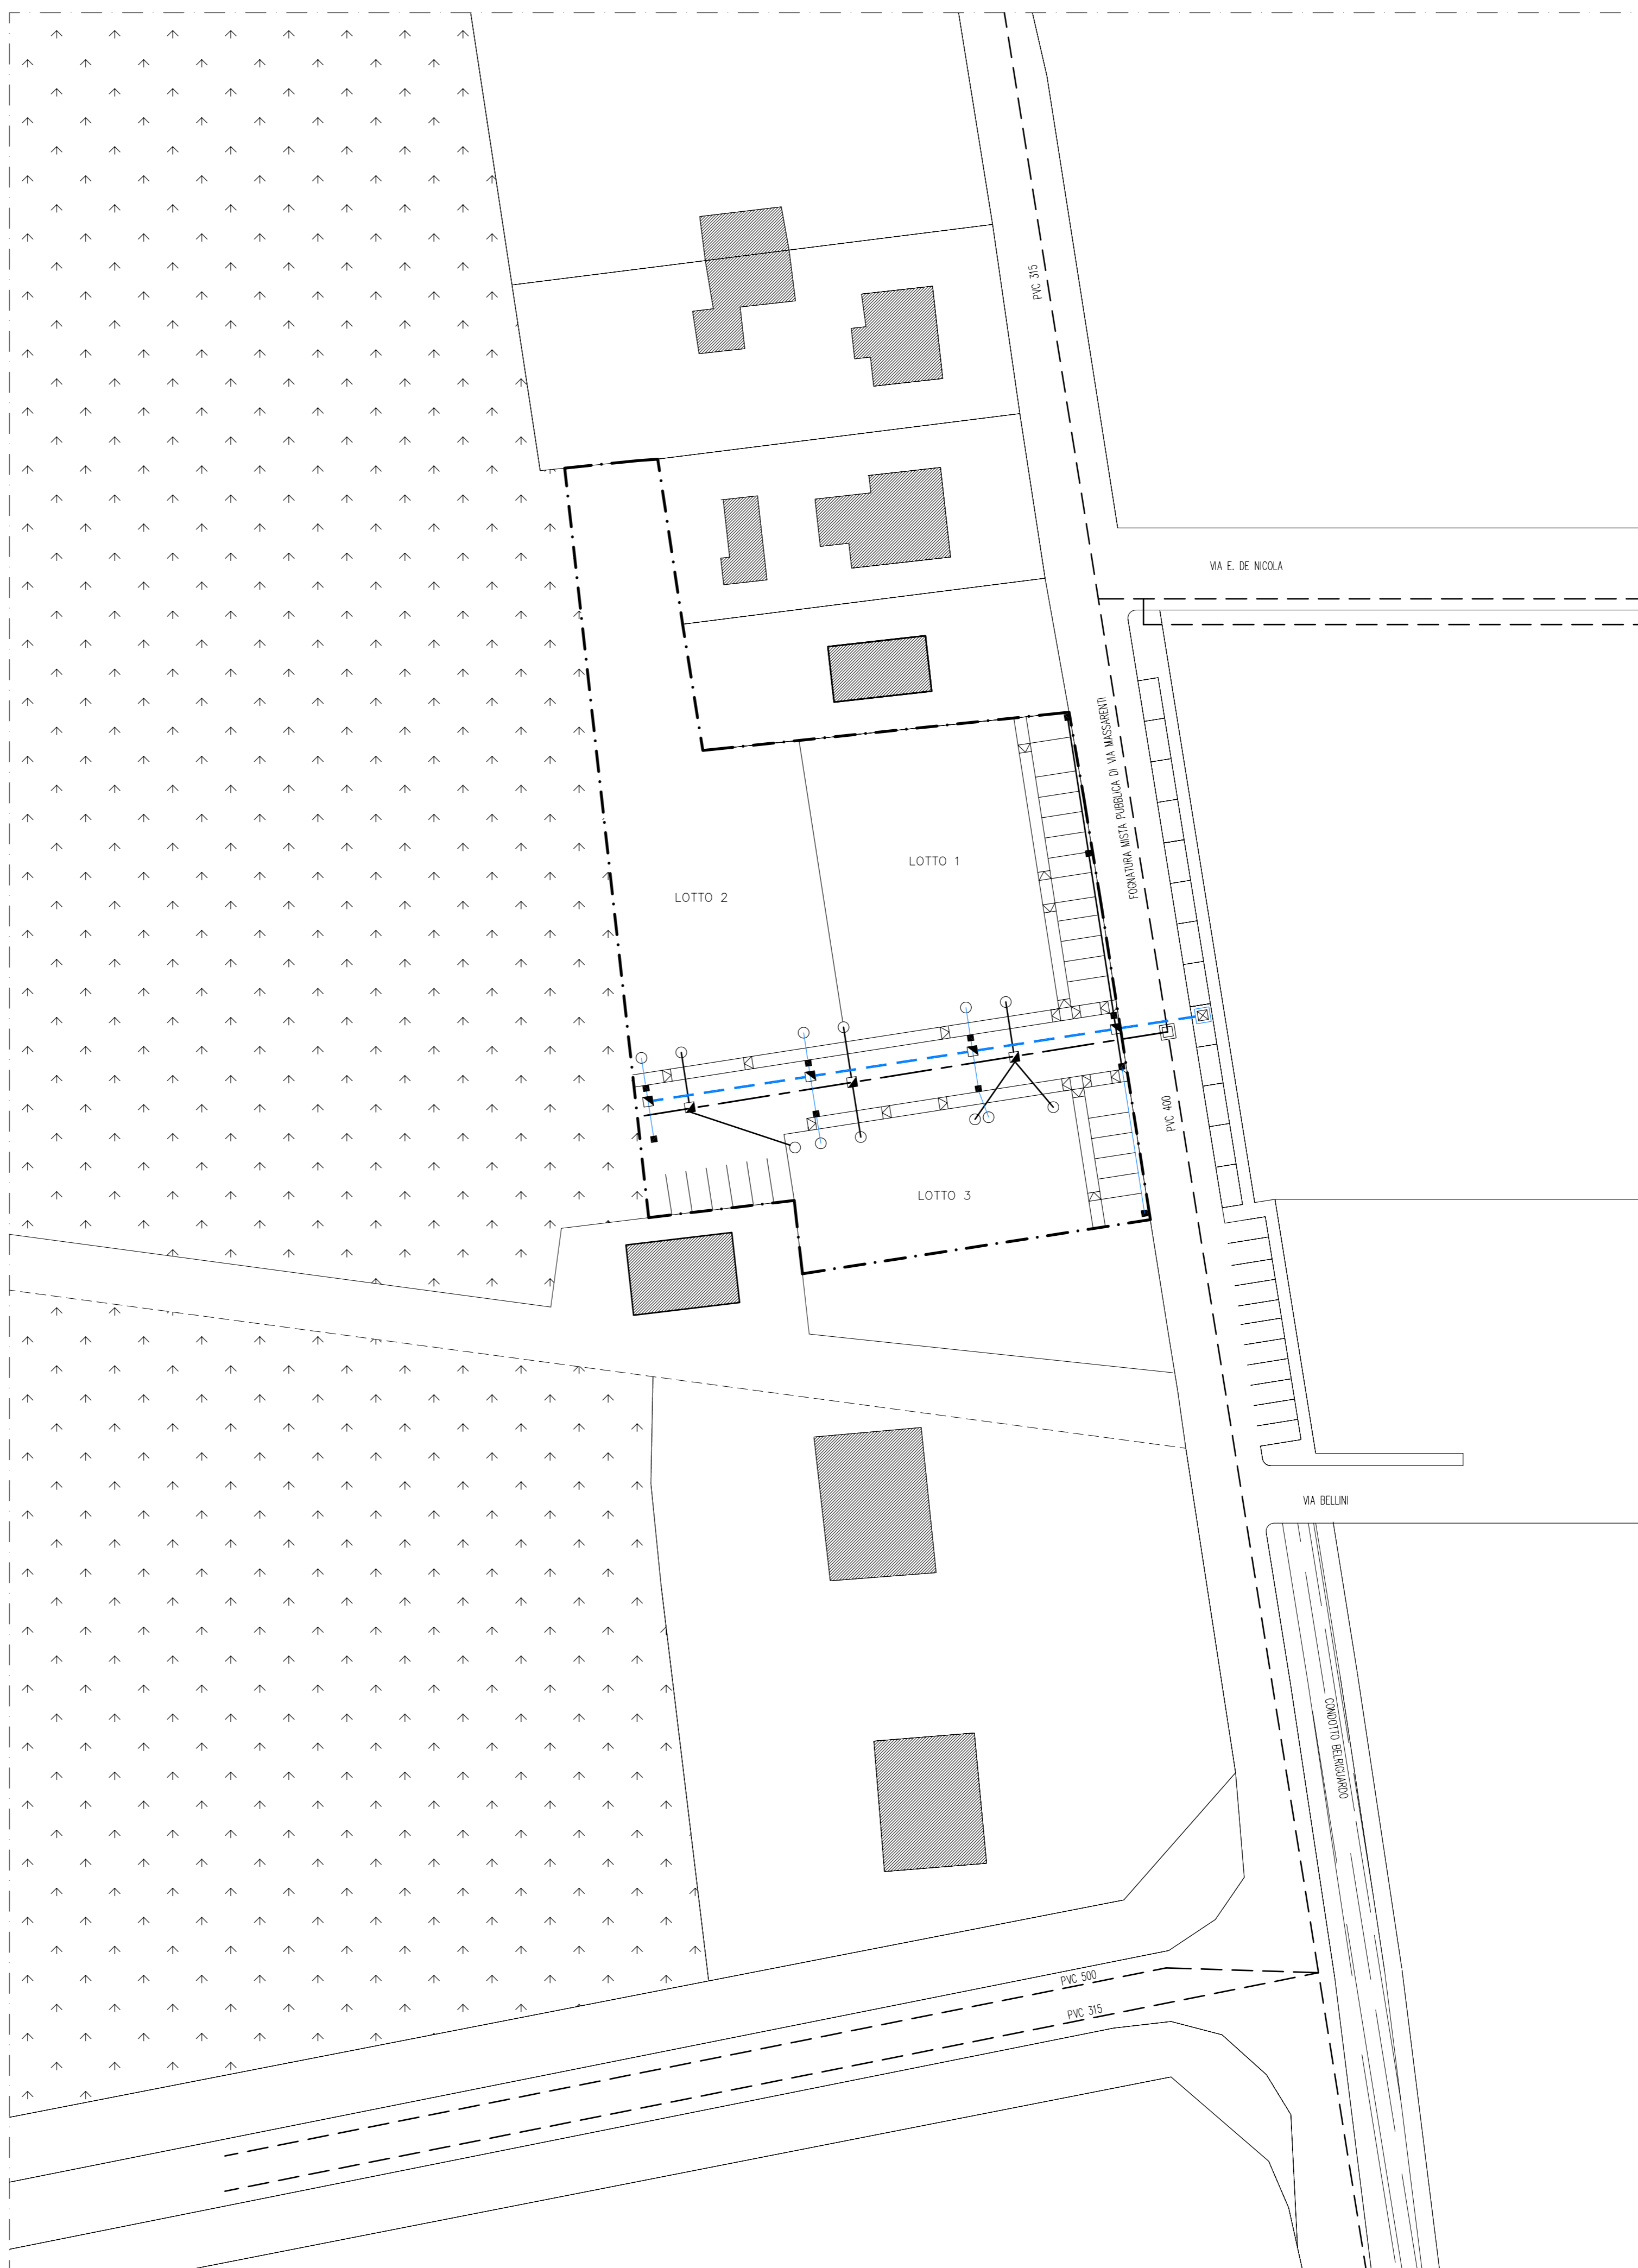 PVC 315
VIA E. DE NICOLA
FOGNATURA MISTA PUBBLICA DI VIA MASSARENTI
LOTTO 1
LOTTO 2
PVC 400
LOTTO 3
VIA BELLINI
CONDOTTO BELRIGUARDO
PVC 500
PVC 315